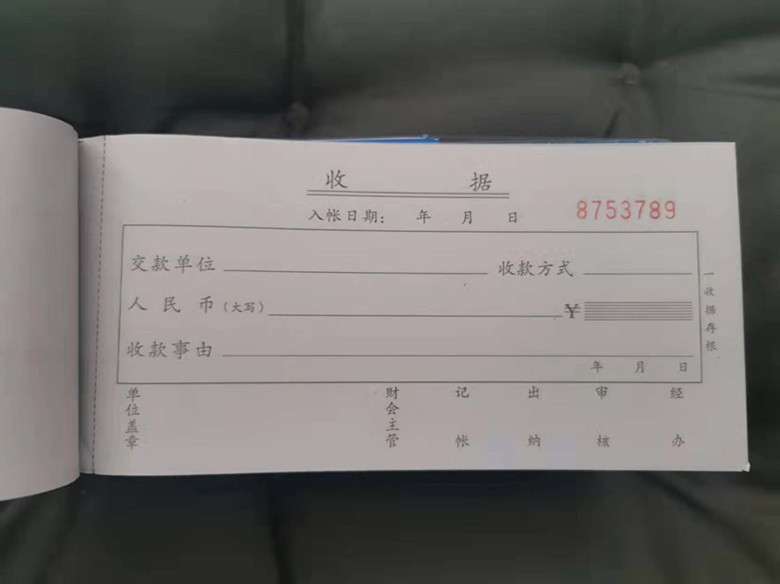 收 据
入帐日期： 年 月 日 8753789
交款单位 收款方式
人民币（大写） ￥
收款事由
年 月 日
一收据存根
单位盖章 财会主管 记帐 出纳 审核 经办